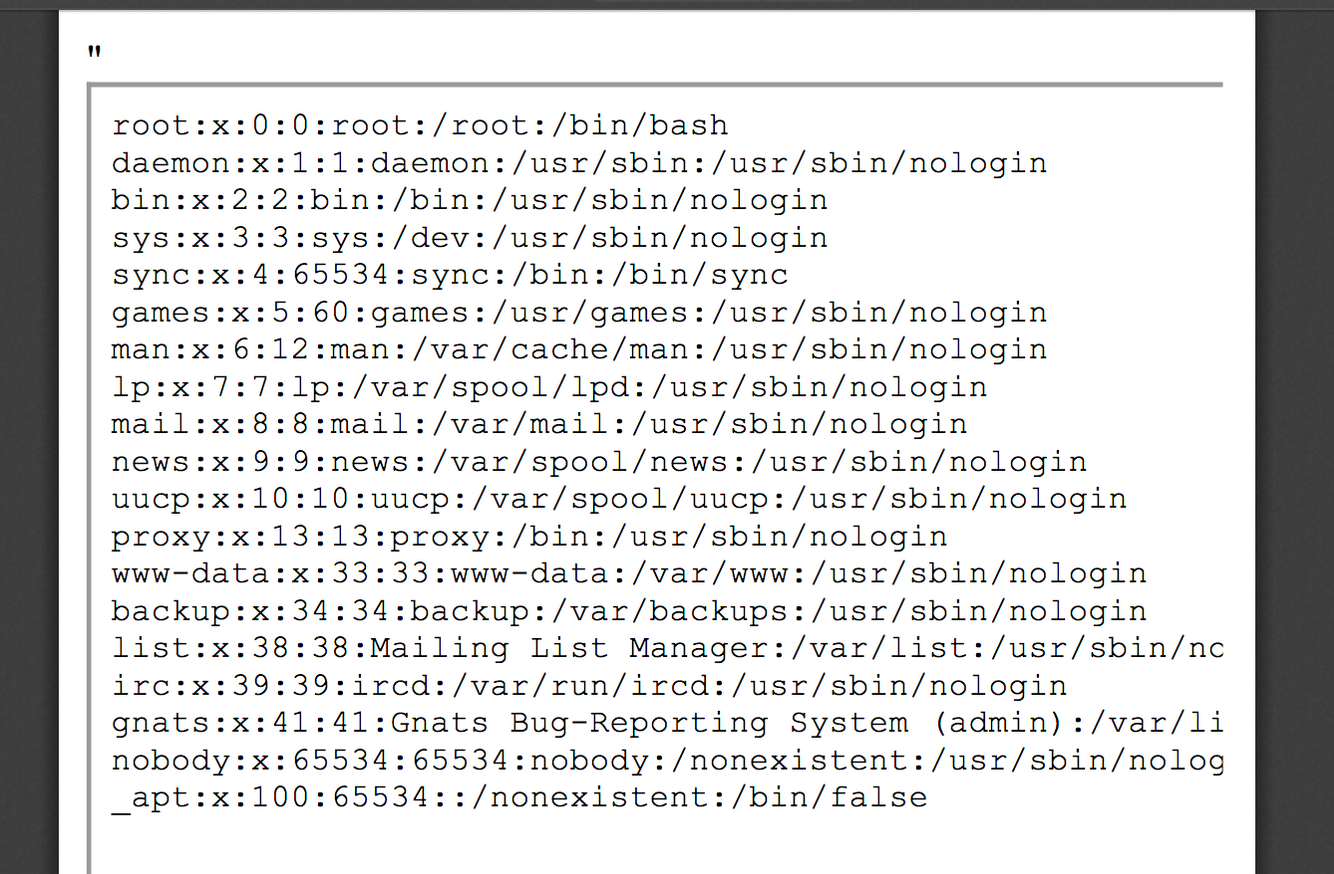 "
root:x:0:0:root:/root:/bin/bash
daemon:x:1:1:daemon:/usr/sbin:/usr/sbin/nologin
bin:x:2:2:bin:/bin:/usr/sbin/nologin
sys:x:3:3:sys:/dev:/usr/sbin/nologin
sync:x:4:65534:sync:/bin:/bin/sync
games:x:5:60:games:/usr/games:/usr/sbin/nologin
man:x:6:12:man:/var/cache/man:/usr/sbin/nologin
lp:x:7:7:lp:/var/spool/lpd:/usr/sbin/nologin
mail:x:8:8:mail:/var/mail:/usr/sbin/nologin
news:x:9:9:news:/var/spool/news:/usr/sbin/nologin
uucp:x:10:10:uucp:/var/spool/uucp:/usr/sbin/nologin
proxy:x:13:13:proxy:/bin:/usr/sbin/nologin
www-data:x:33:33:www-data:/var/www:/usr/sbin/nologin
backup:x:34:34:backup:/var/backups:/usr/sbin/nologin
list:x:38:38:Mailing List Manager:/var/list:/usr/sbin/nc
irc:x:39:39:ircd:/var/run/ircd:/usr/sbin/nologin
gnats:x:41:41:Gnats Bug-Reporting System (admin):/var/li
nobody:x:65534:65534:nobody:/nonexistent:/usr/sbin/nolog
_apt:x:100:65534::/nonexistent:/bin/false